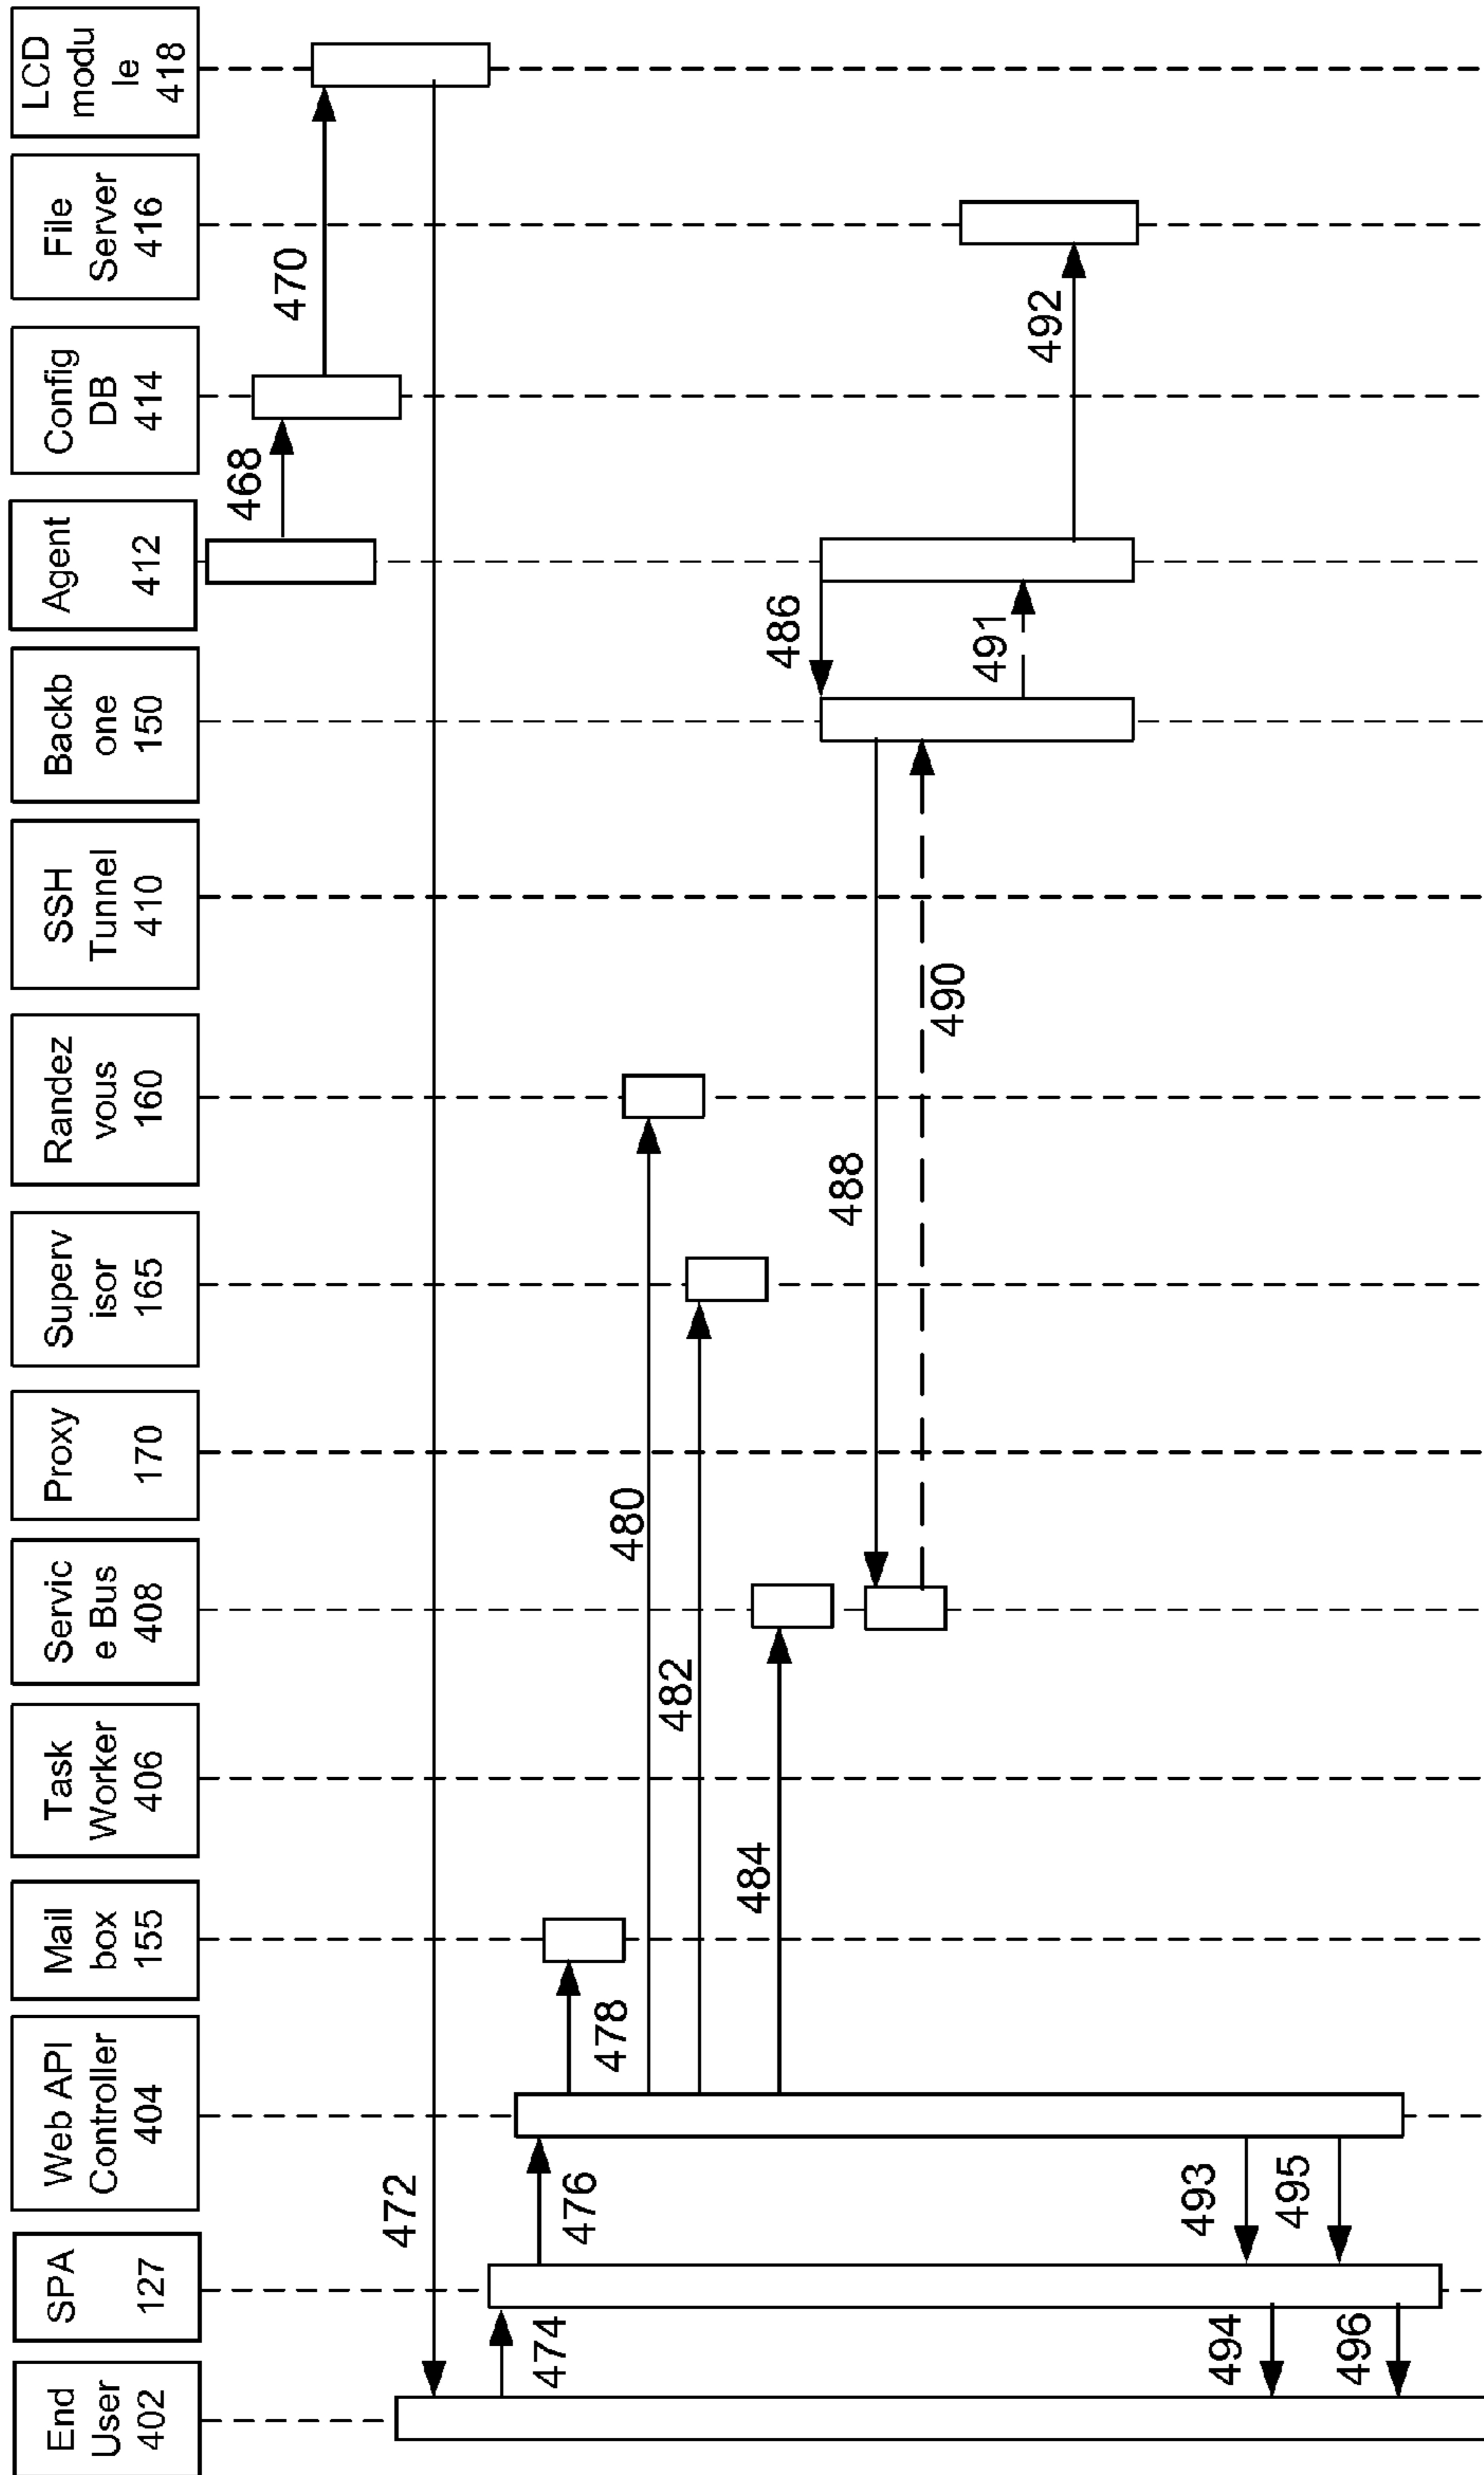 End
User
402
SPA
127
Web API
Controller
404
Mail
box
155
Task
Worker
406
Servic
e Bus
408
Proxy
170
Superv
isor
165
Randez
vous
160
SSH
Tunnel
410
Backb
one
150
Agent
412
Config
DB
414
File
Server
416
LCD
modu
le
418
468
470
472
474
476
478
480
482
484
486
488
490
491
492
493
494
495
496